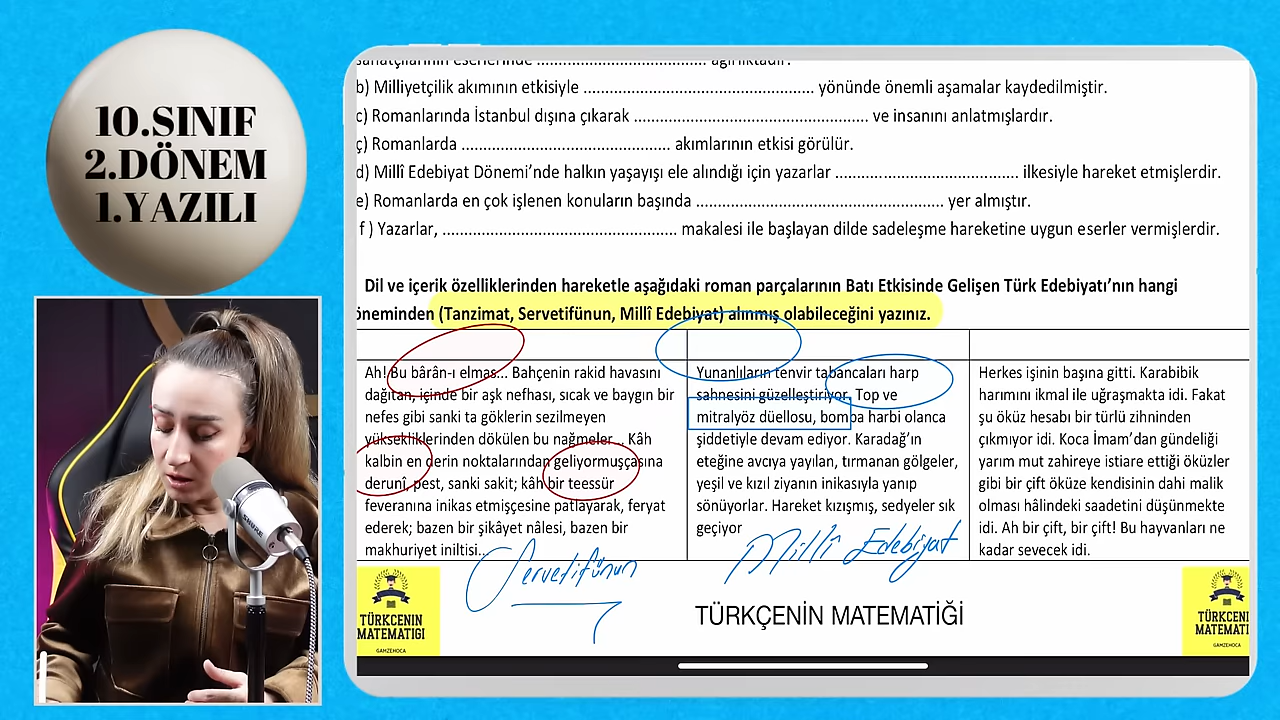 10.SINIF
2.DÖNEM
1.YAZILI
sanatçılarının eserlerinde ........................................ ağırlıktadır.
b) Milliyetçilik akımının etkisiyle ...................................................... yönünde önemli aşamalar kaydedilmiştir.
c) Romanlarında İstanbul dışına çıkarak ....................................................... ve insanını anlatmışlardır.
ç) Romanlarda ................................................. akımlarının etkisi görülür.
d) Millî Edebiyat Dönemi'nde halkın yaşayışı ele alındığı için yazarlar ........................................... ilkesiyle hareket etmişlerdir.
e) Romanlarda en çok işlenen konuların başında .......................................................... yer almıştır.
f ) Yazarlar, ....................................................... makalesi ile başlayan dilde sadeleşme hareketine uygun eserler vermişlerdir.
Dil ve içerik özelliklerinden hareketle aşağıdaki roman parçalarının Batı Etkisinde Gelişen Türk Edebiyatı'nın hangi
öneminden (Tanzimat, Servetifünun, Millî Edebiyat) alınmış olabileceğini yazınız.
Ah! Bu bârân-ı elmas... Bahçenin rakid havasını
dağıtan, içinde bir aşk nefhası, sıcak ve baygın bir
nefes gibi sanki ta göklerin sezilmeyen
yüksekliklerinden dökülen bu nağmeler... Kâh
kalbin en derin noktalarından geliyormuşçasına
derunî, pest, sanki sakit; kâh bir teessür
feveranına inikas etmişçesine patlayarak, feryat
ederek; bazen bir şikâyet nâlesi, bazen bir
makhuriyet iniltisi..
Servetifünun
Yunanlıların tenvir tabancaları harp
sahnesini güzelleştiriyor. Top ve
mitralyöz düellosu, bomba harbi olanca
şiddetiyle devam ediyor. Karadağ'ın
eteğine avcıya yayılan, tırmanan gölgeler,
yeşil ve kızıl ziyanın inikasıyla yanıp
sönüyorlar. Hareket kızışmış, sedyeler sık
geçiyor
Millî Edebiyat
Herkes işinin başına gitti. Karabibik
harımını ikmal ile uğraşmakta idi. Fakat
şu öküz hesabı bir türlü zihninden
çıkmıyor idi. Koca İmam'dan gündeliği
yarım mut zahireye istiare ettiği öküzler
gibi bir çift öküze kendisinin dahi malik
olması hâlindeki saadetini düşünmekte
idi. Ah bir çift, bir çift! Bu hayvanları ne
kadar sevecek idi.
TÜRKÇENİN
MATEMATIGI
GAMZEHOCA
TÜRKÇENİN MATEMATİĞİ
TÜRKCENI
MATEMATI
GAMZEHOCA